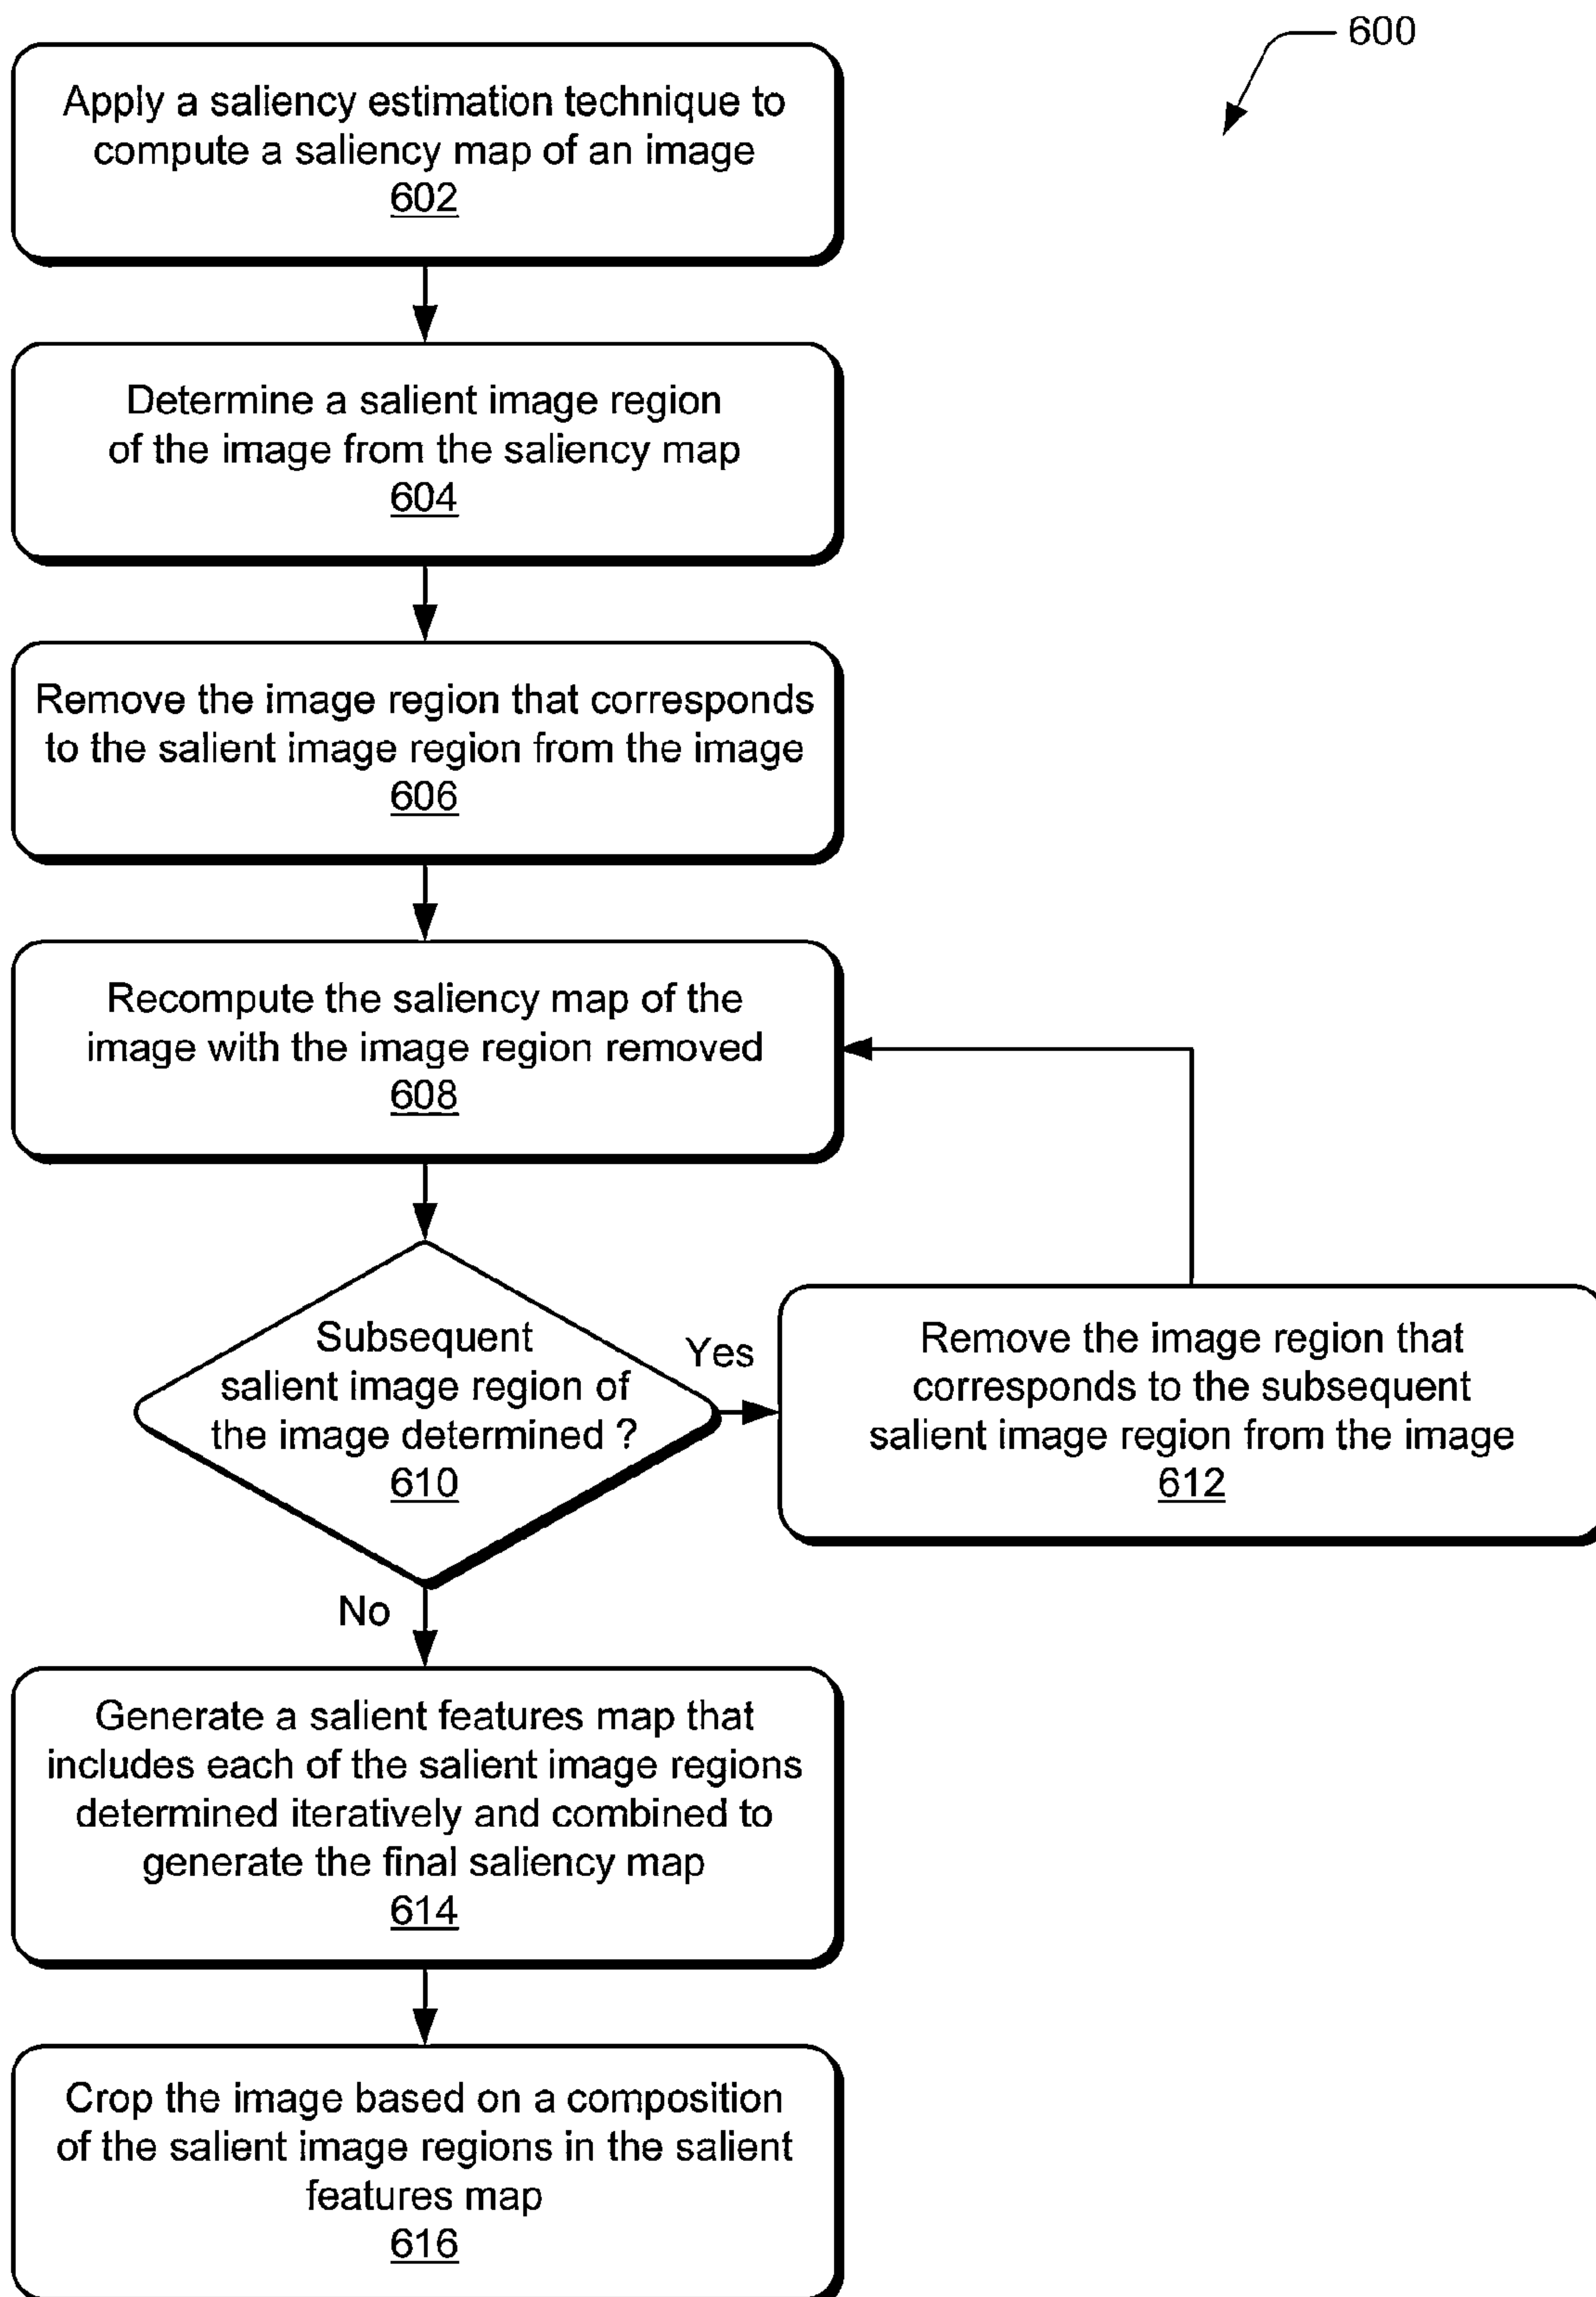 600
Apply a saliency estimation technique to
compute a saliency map of an image
602
Determine a salient image region
of the image from the saliency map
604
Remove the image region that corresponds
to the salient image region from the image
606
Recompute the saliency map of the
image with the image region removed
608
Subsequent
salient image region of
the image determined ?
610
Yes
Remove the image region that
corresponds to the subsequent
salient image region from the image
612
No
Generate a salient features map that
includes each of the salient image regions
determined iteratively and combined to
generate the final saliency map
614
Crop the image based on a composition
of the salient image regions in the salient
features map
616